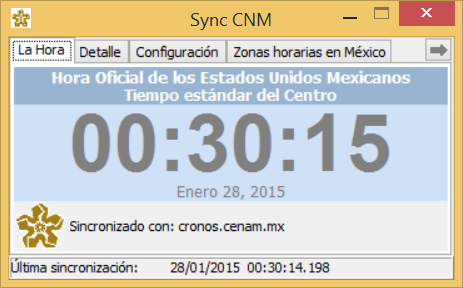 Sync CNM
La Hora Detalle Configuración Zonas horarias en México
Hora Oficial de los Estados Unidos Mexicanos
Tiempo estándar del Centro
00:30:15
Enero 28, 2015
Sincronizado con: cronos.cenam.mx
Última sincronización: 28/01/2015 00:30:14.198